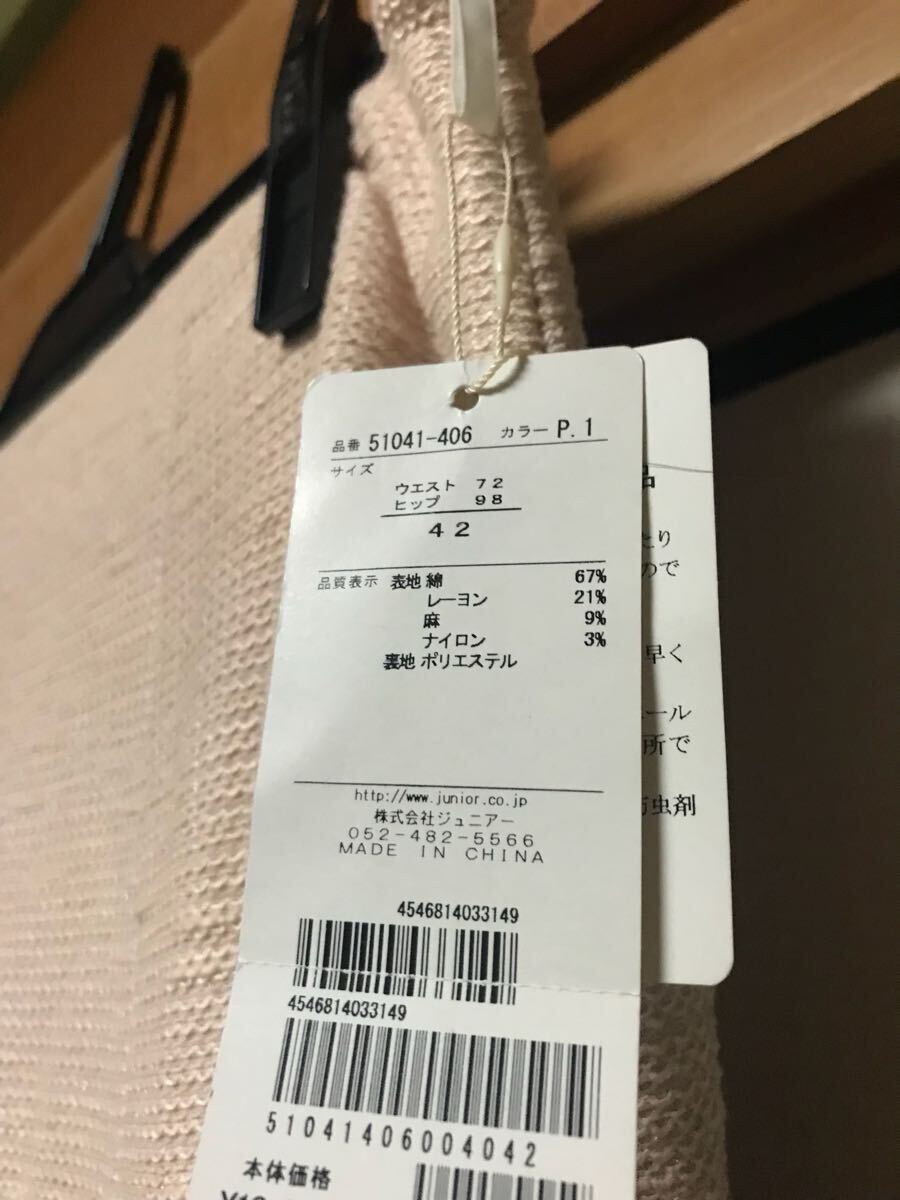 品番 51041-406 カラー P.1
サイズ
ウエスト 72
ヒップ 98
42
品質表示 表地 綿 67%
レーヨン 21%
麻 9%
ナイロン 3%
裏地 ポリエステル
http://www.junior.co.jp
株式会社ジュニアー
052-482-5566
MADE IN CHINA
4546814033149
4546814033149
51041406004042
本体価格
品
たり
ので
早く
ール
所で
防虫剤